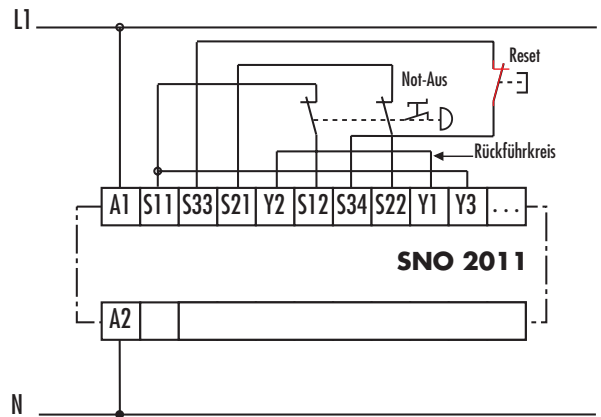 L1
Reset
Not-Aus
Rückführkreis
A1 S11 S33 S21 Y2 S12 S34 S22 Y1 Y3 ...
SNO 2011
A2
N